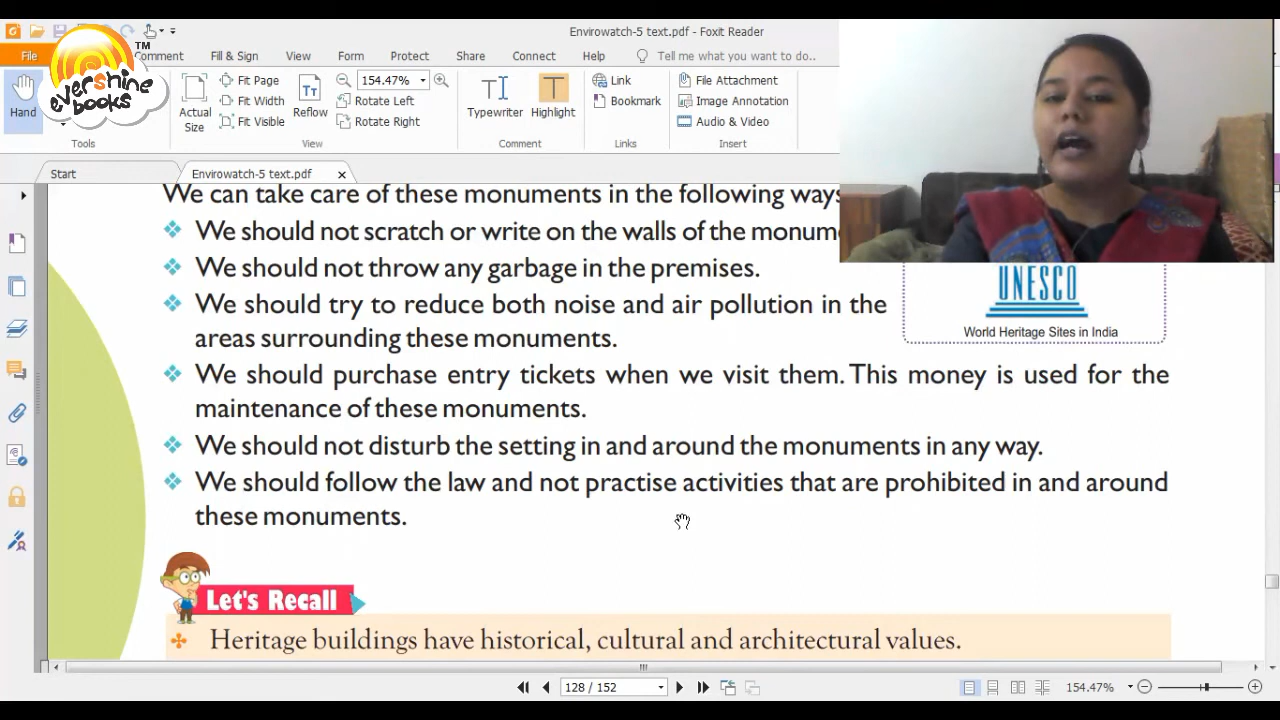 Envirowatch-5 text.pdf - Foxit Reader
File
Comment
Fill & Sign
View
Form
Protect
Share
Connect
Help
Tell me what you want to do..
TM
evershine
books
Hand
Tools
Actual
Size
Fit Page
Fit Width
Fit Visible
Reflow
154.47%
Rotate Left
Rotate Right
View
Typewriter
Highlight
Comment
Link
Bookmark
Links
File Attachment
Image Annotation
Audio & Video
Insert
Start
Envirowatch-5 text.pdf
We can take care of these monuments in the following ways
We should not scratch or write on the walls of the monume
We should not throw any garbage in the premises.
We should try to reduce both noise and air pollution in the
areas surrounding these monuments.
UNESCO
World Heritage Sites in India
We should purchase entry tickets when we visit them. This money is used for the
maintenance of these monuments.
We should not disturb the setting in and around the monuments in any way.
We should follow the law and not practise activities that are prohibited in and around
these monuments.
Let's Recall
Heritage buildings have historical, cultural and architectural values.
128 / 152
154.47%